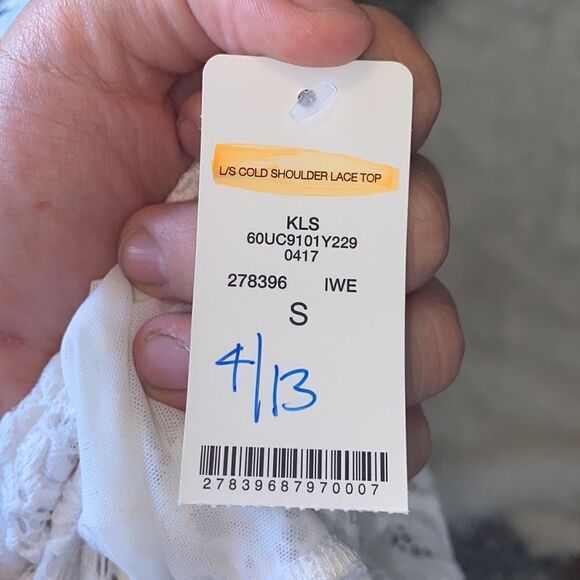 L/S COLD SHOULDER LACE TOP
KLS
60UC9101Y229
0417
278396 IWE
S
4/13
27839687970007